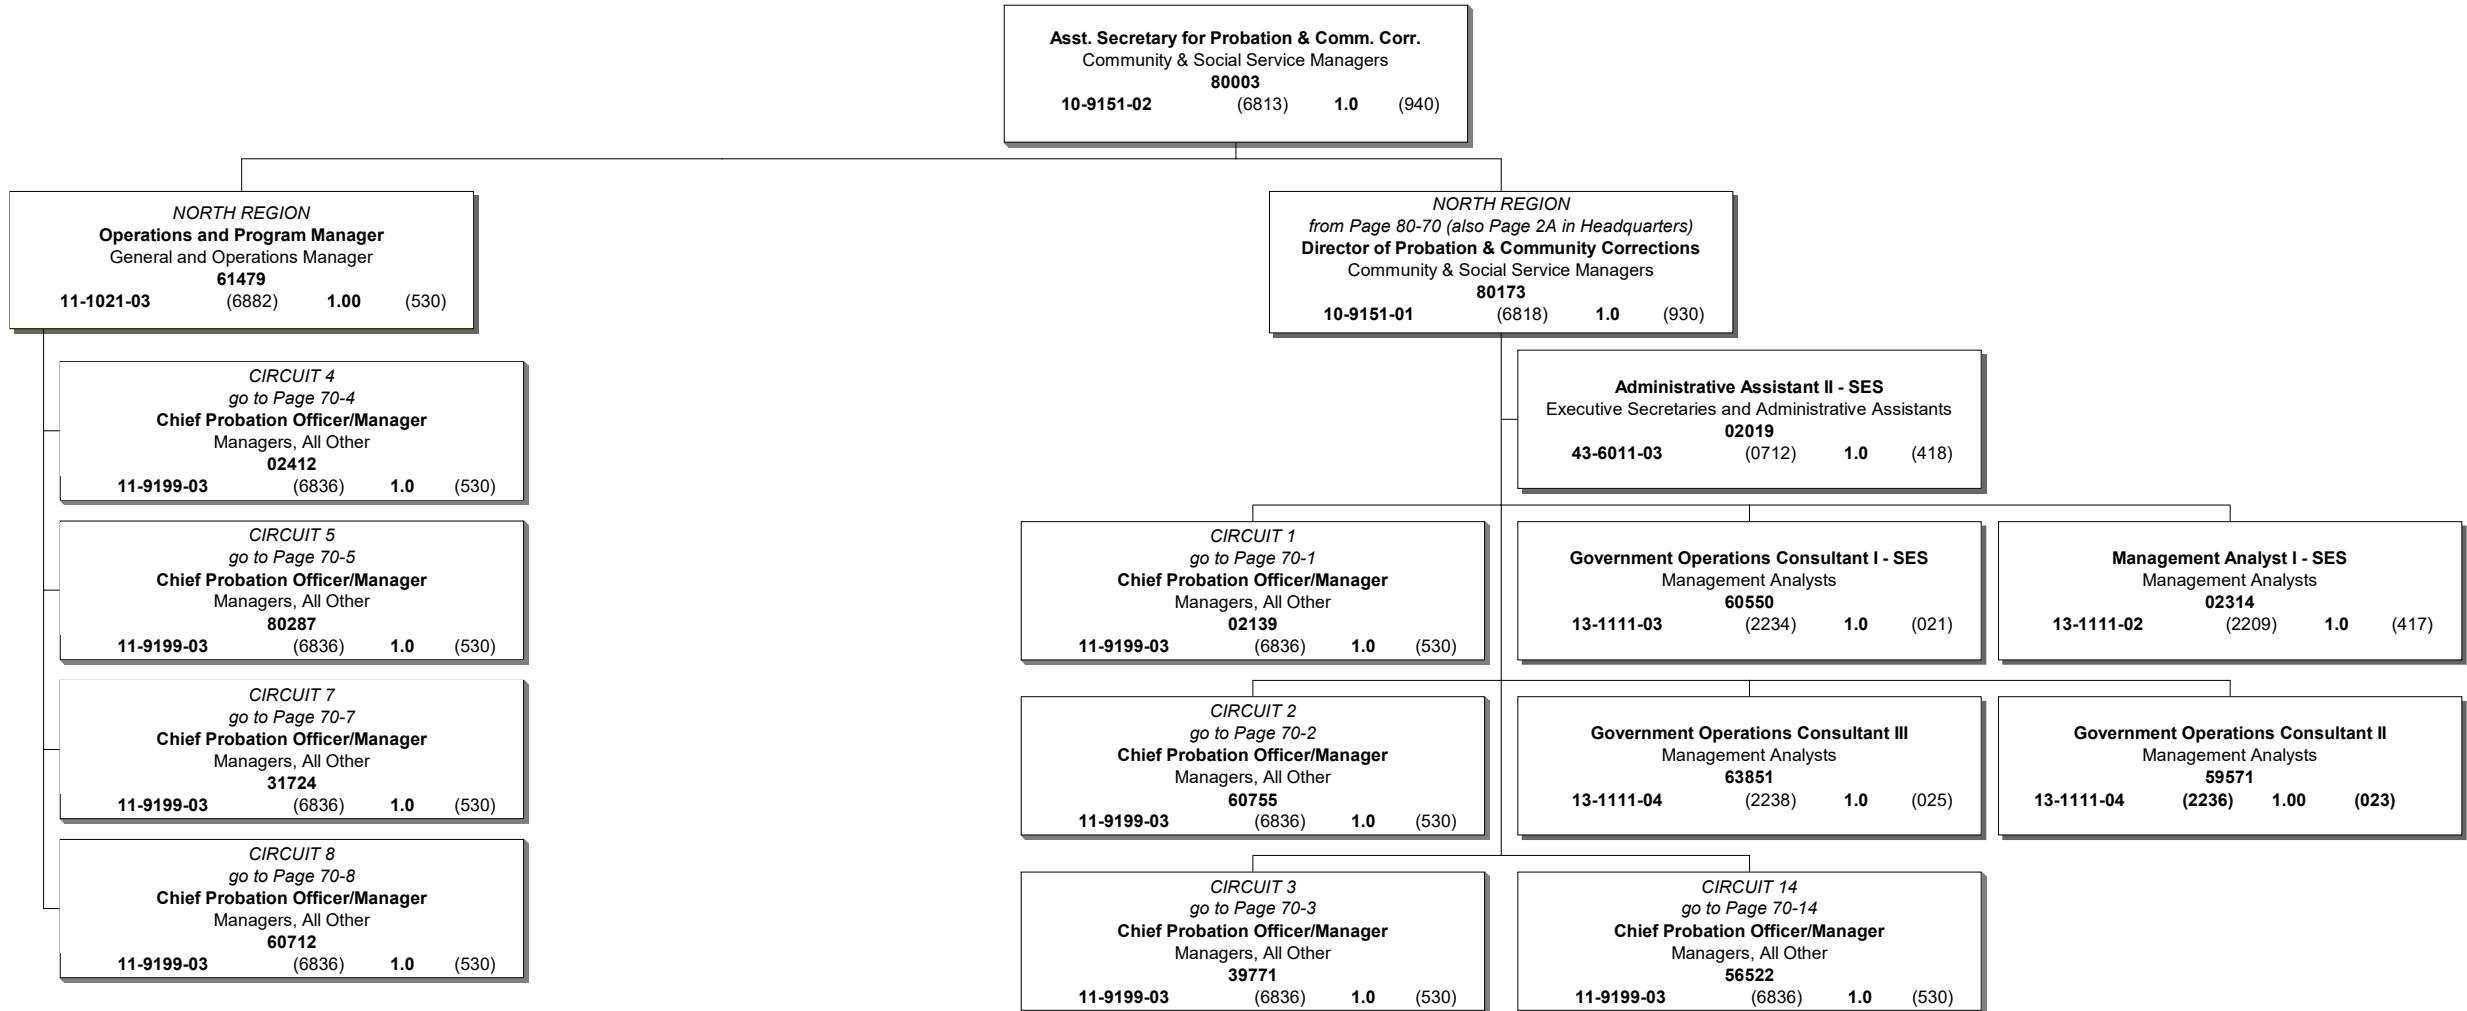 Asst. Secretary for Probation & Comm. Corr.
Community & Social Service Managers
80003
10-9151-02 (6813) 1.0 (940)
NORTH REGION
Operations and Program Manager
General and Operations Manager
61479
11-1021-03 (6882) 1.00 (530)
CIRCUIT 4
go to Page 70-4
Chief Probation Officer/Manager
Managers, All Other
02412
11-9199-03 (6836) 1.0 (530)
CIRCUIT 5
go to Page 70-5
Chief Probation Officer/Manager
Managers, All Other
80287
11-9199-03 (6836) 1.0 (530)
CIRCUIT 7
go to Page 70-7
Chief Probation Officer/Manager
Managers, All Other
31724
11-9199-03 (6836) 1.0 (530)
CIRCUIT 8
go to Page 70-8
Chief Probation Officer/Manager
Managers, All Other
60712
11-9199-03 (6836) 1.0 (530)
NORTH REGION
from Page 80-70 (also Page 2A in Headquarters)
Director of Probation & Community Corrections
Community & Social Service Managers
80173
10-9151-01 (6818) 1.0 (930)
Administrative Assistant II - SES
Executive Secretaries and Administrative Assistants
02019
43-6011-03 (0712) 1.0 (418)
CIRCUIT 1
go to Page 70-1
Chief Probation Officer/Manager
Managers, All Other
02139
11-9199-03 (6836) 1.0 (530)
Government Operations Consultant I - SES
Management Analysts
60550
13-1111-03 (2234) 1.0 (021)
Management Analyst I - SES
Management Analysts
02314
13-1111-02 (2209) 1.0 (417)
CIRCUIT 2
go to Page 70-2
Chief Probation Officer/Manager
Managers, All Other
60755
11-9199-03 (6836) 1.0 (530)
Government Operations Consultant III
Management Analysts
63851
13-1111-04 (2238) 1.0 (025)
Government Operations Consultant II
Management Analysts
59571
13-1111-04 (2236) 1.00 (023)
CIRCUIT 3
go to Page 70-3
Chief Probation Officer/Manager
Managers, All Other
39771
11-9199-03 (6836) 1.0 (530)
CIRCUIT 14
go to Page 70-14
Chief Probation Officer/Manager
Managers, All Other
56522
11-9199-03 (6836) 1.0 (530)